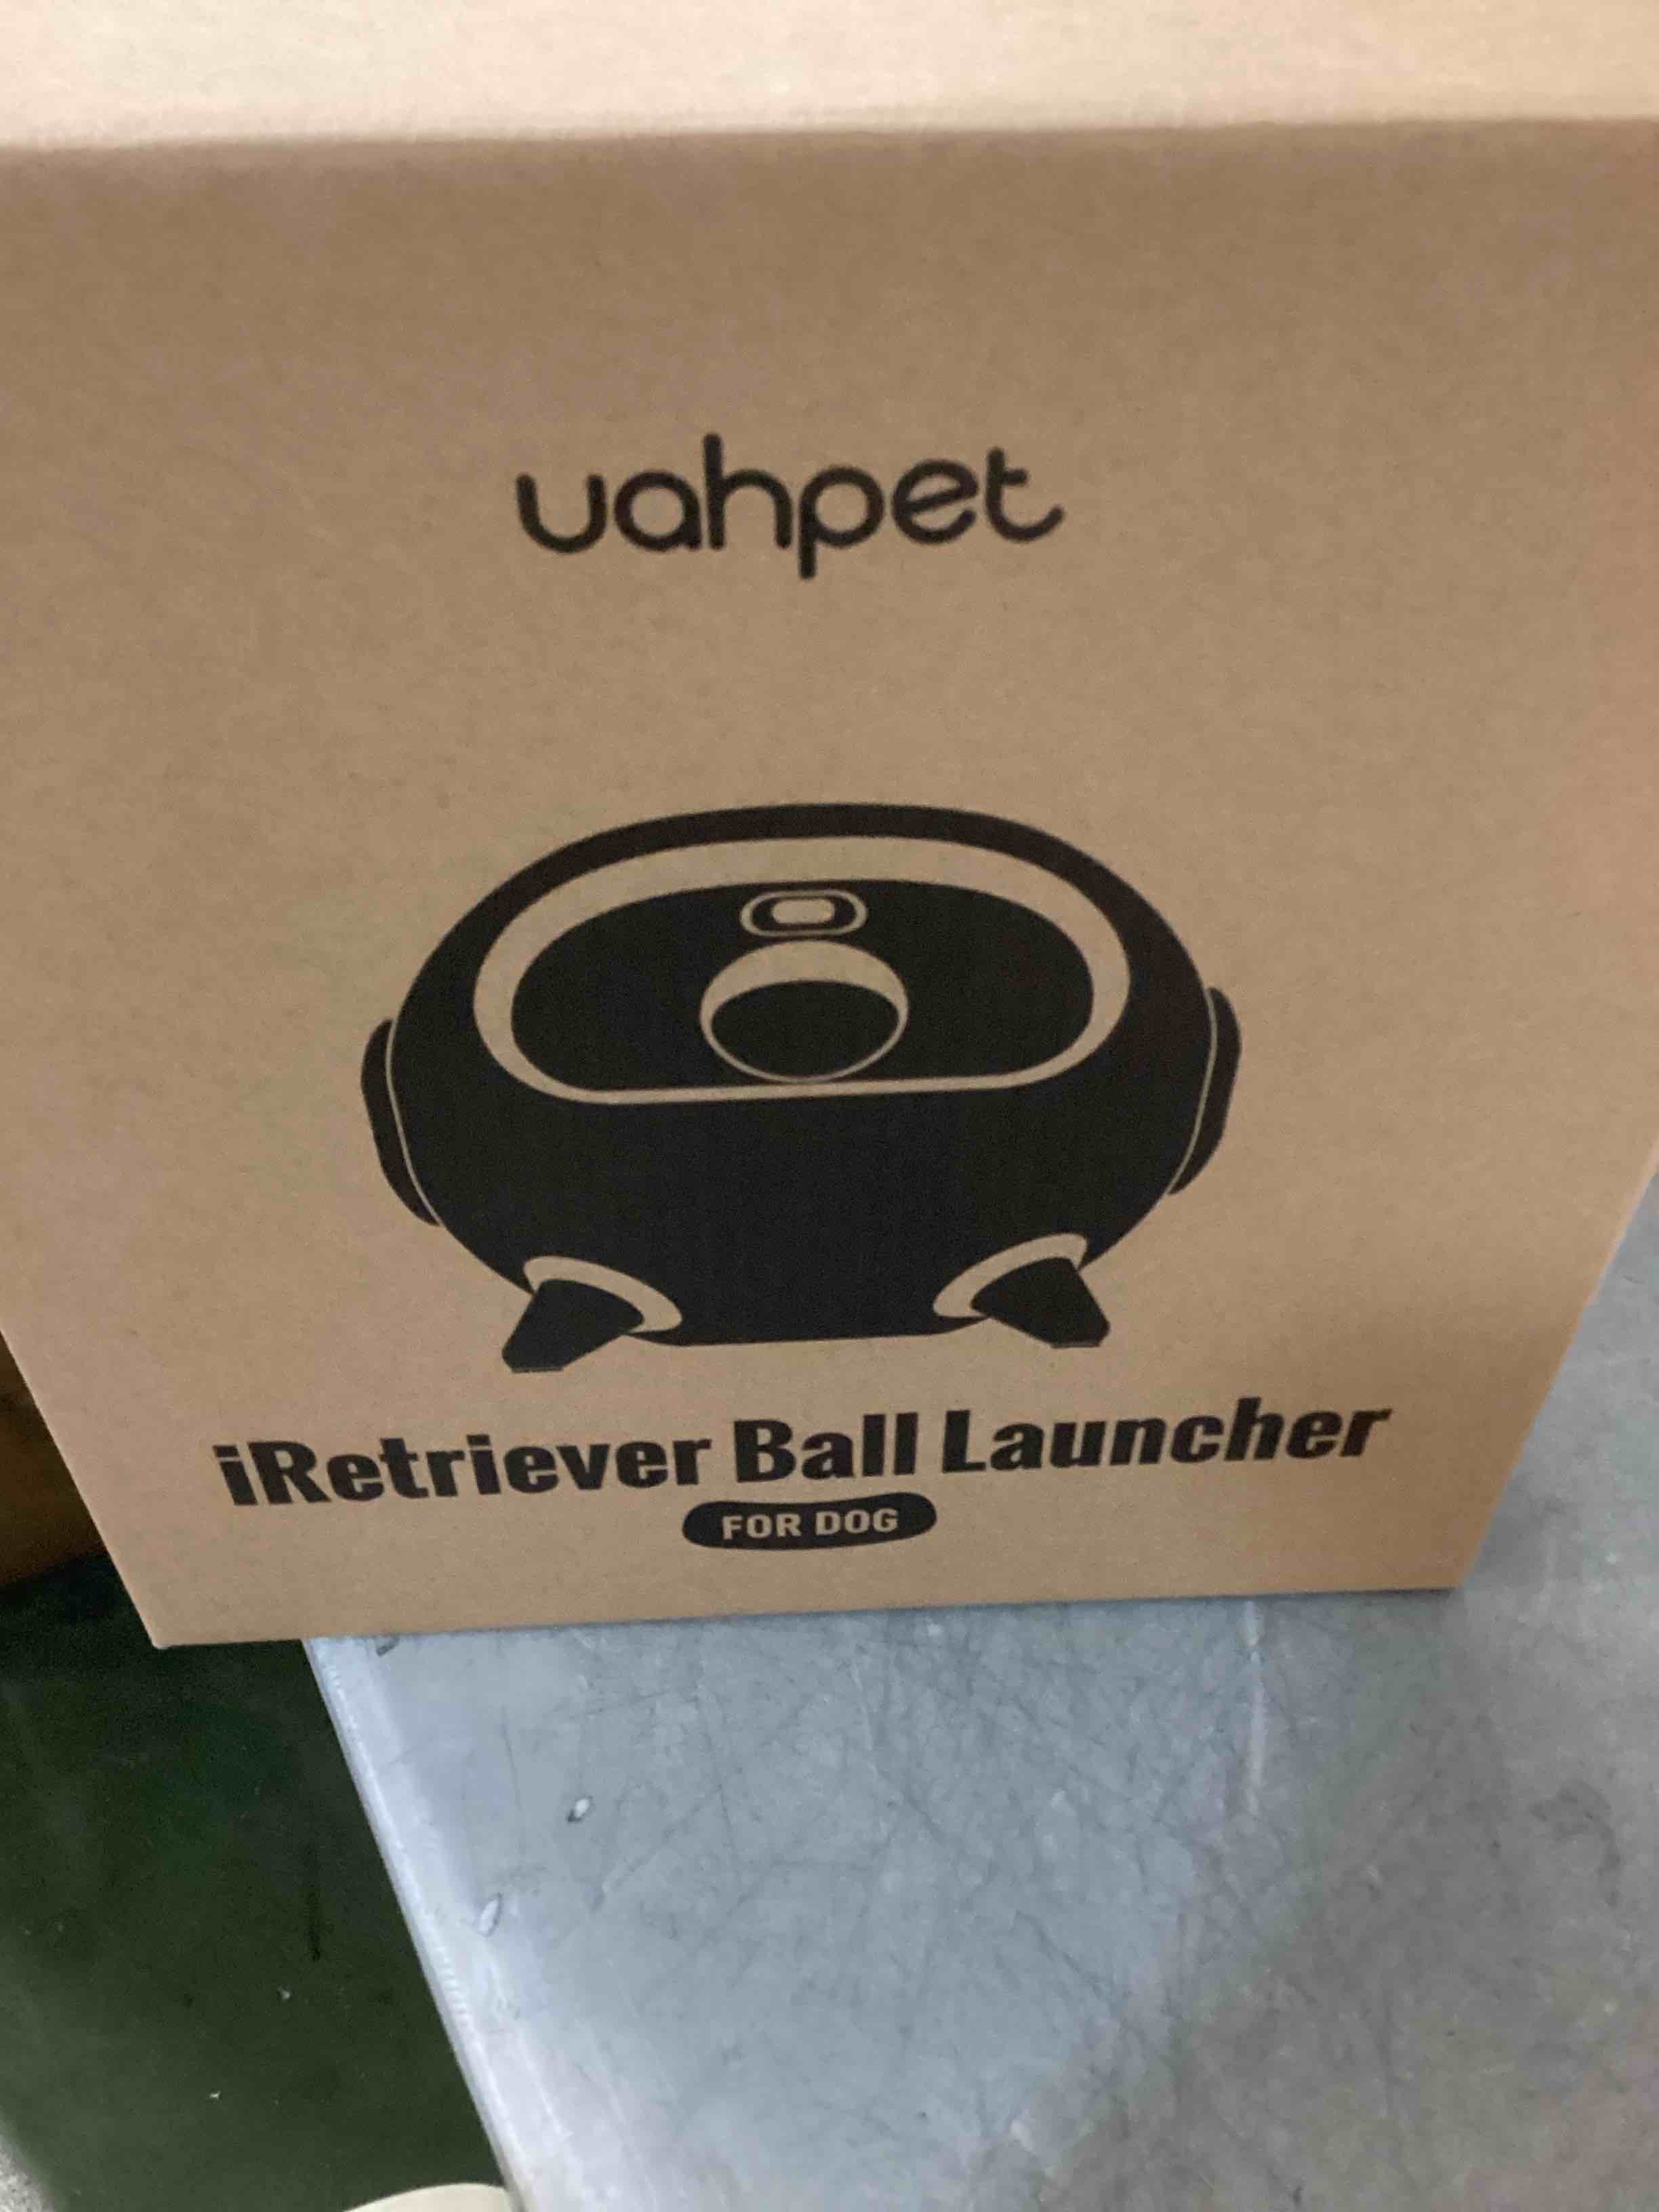 uahpet
iRetriever Ball Launcher
FOR DOG